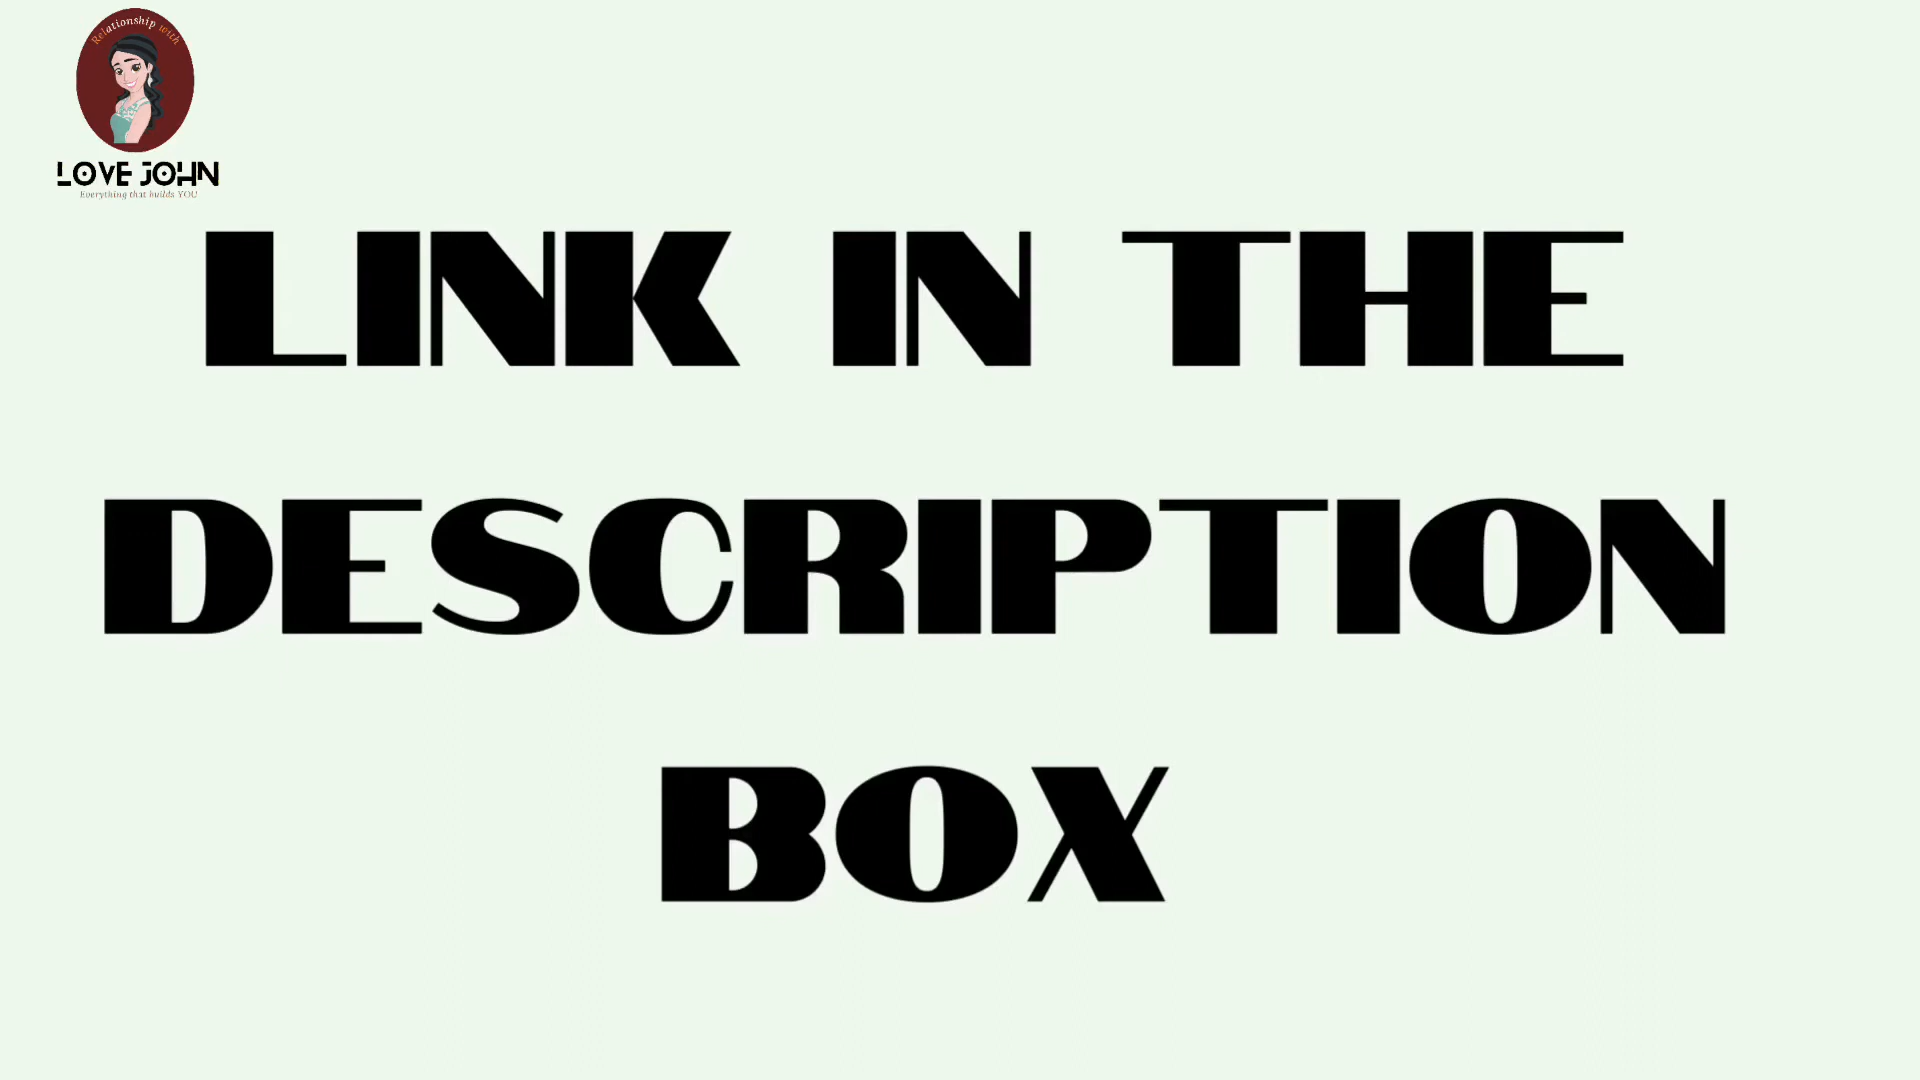 Relationship with
LOVE JOHN
Everything that builds YOU
LINK IN THE
DESCRIPTION
BOX